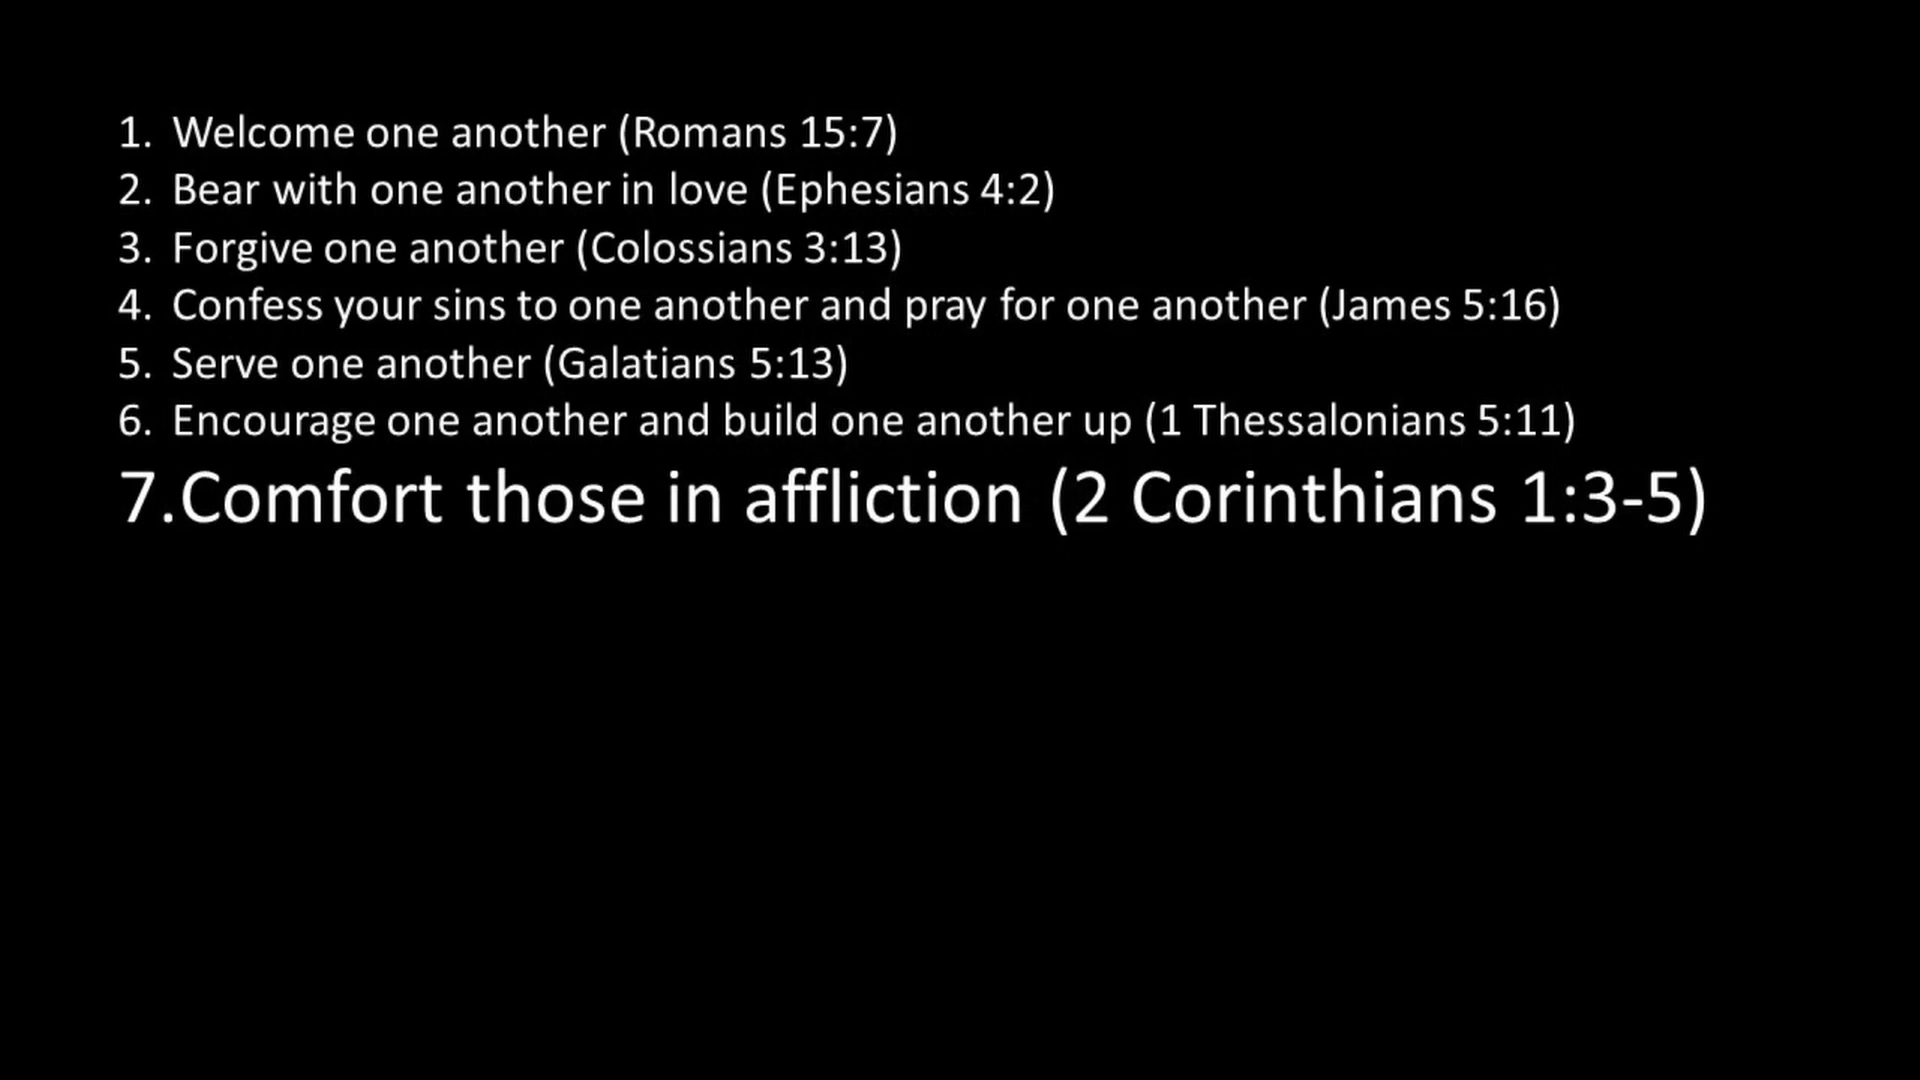 1. Welcome one another (Romans 15:7)
2. Bear with one another in love (Ephesians 4:2)
3. Forgive one another (Colossians 3:13)
4. Confess your sins to one another and pray for one another (James 5:16)
5. Serve one another (Galatians 5:13)
6. Encourage one another and build one another up (1 Thessalonians 5:11)
7.Comfort those in affliction (2 Corinthians 1:3-5)